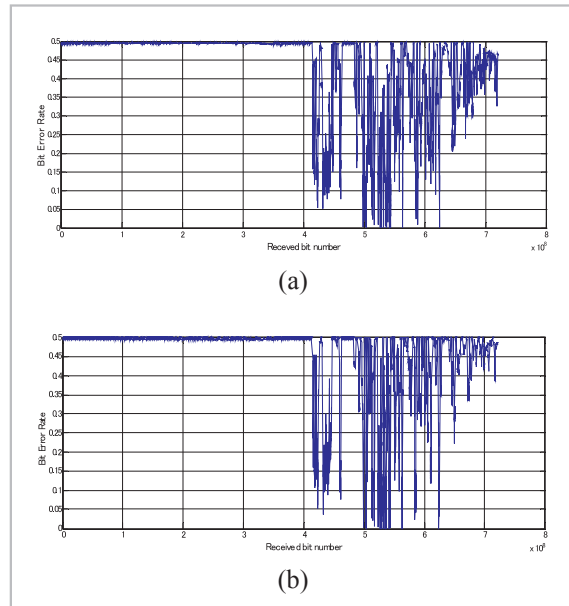 0.5
0.45
0.4
0.35
0.3
0.25
0.2
0.15
0.1
0.05
0
Bit Error Rate
0 1 2 3 4 5 6 7 8
Receved bit number
x 10⁸
(a)
0.5
0.45
0.4
0.35
0.3
0.25
0.2
0.15
0.1
0.05
0
Bit Error Rate
0 1 2 3 4 5 6 7 8
Received bit number
x 10⁸
(b)